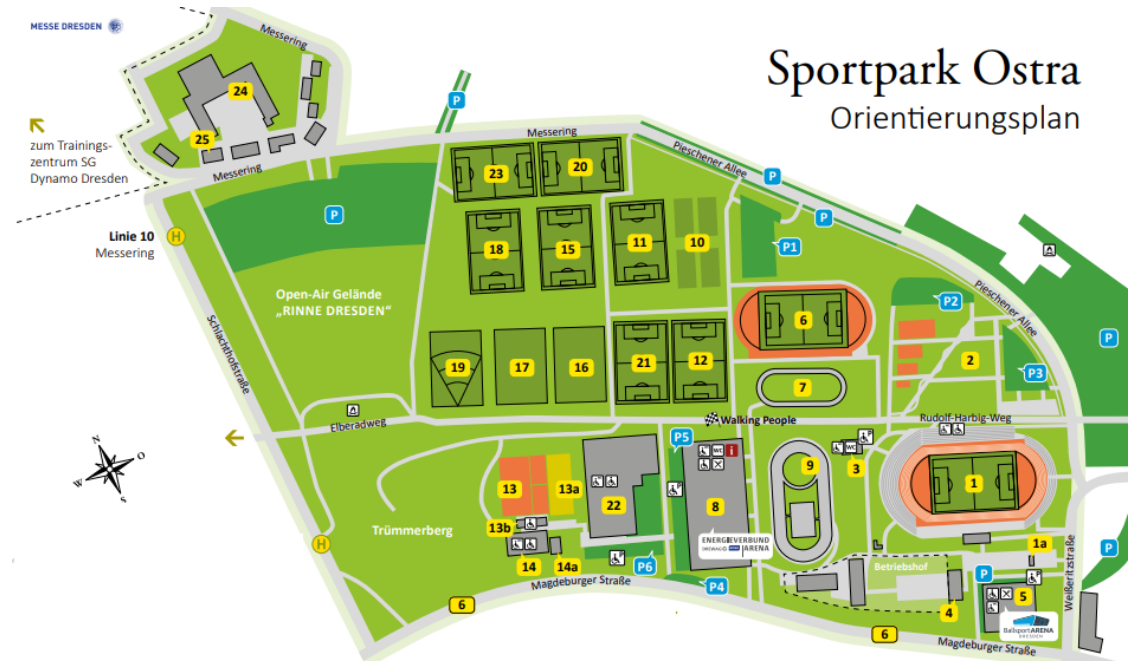 MESSE DRESDEN
Sportpark Ostra
Orientierungsplan
Messering
24
25
zum Trainings-
zentrum SG
Dynamo Dresden
Messering
P
Messering
Pieschener Allee
P
P
23
20
Linie 10
Messering
H
P
18
15
11
10
P1
Open-Air Gelände
„RINNE DRESDEN“
Schlachthofstraße
6
P2
Pieschener Allee
P
19
17
16
21
12
7
2
P3
Elberadweg
Walking People
Rudolf-Harbig-Weg
N
O
S
W
P5
WC
i
P
WC
3
9
13
13a
22
P
8
1
Trümmerberg
13b
H
14
14a
P
P6
ENERGIEVERBUND
DREWAG
ARENA
P4
Magdeburger Straße
1a
Betriebshof
P
P
P
4
5
Weißeritzstraße
BallsportARENA
DRESDEN
6
6
Magdeburger Straße